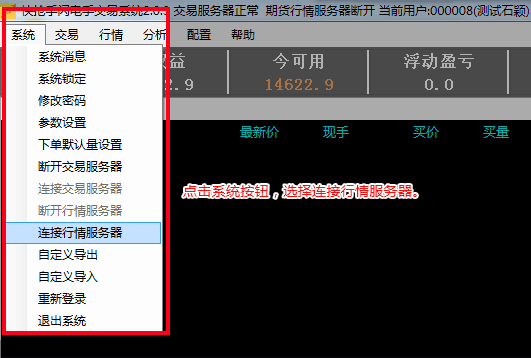 快枪手闪电手交易系统2.0.9 交易服务器正常 期货行情服务器断开 当前用户:000008(测试石颖)
系统 交易 行情 分析 配置 帮助
系统消息
系统锁定
修改密码
参数设置
下单默认量设置
断开交易服务器
连接交易服务器
断开行情服务器
连接行情服务器
自定义导出
自定义导入
重新登录
退出系统
益 今可用 浮动盈亏
2.9 14622.9 0.0
最新价 现手 买价 买量
点击系统按钮，选择连接行情服务器。